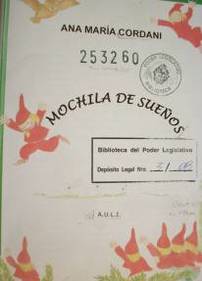 ANA MARÍA CORDANI
253260
MOCHILA DE SUEÑOS
Biblioteca del Poder Legislativo
Depósito Legal Nro.
A.U.L.I.